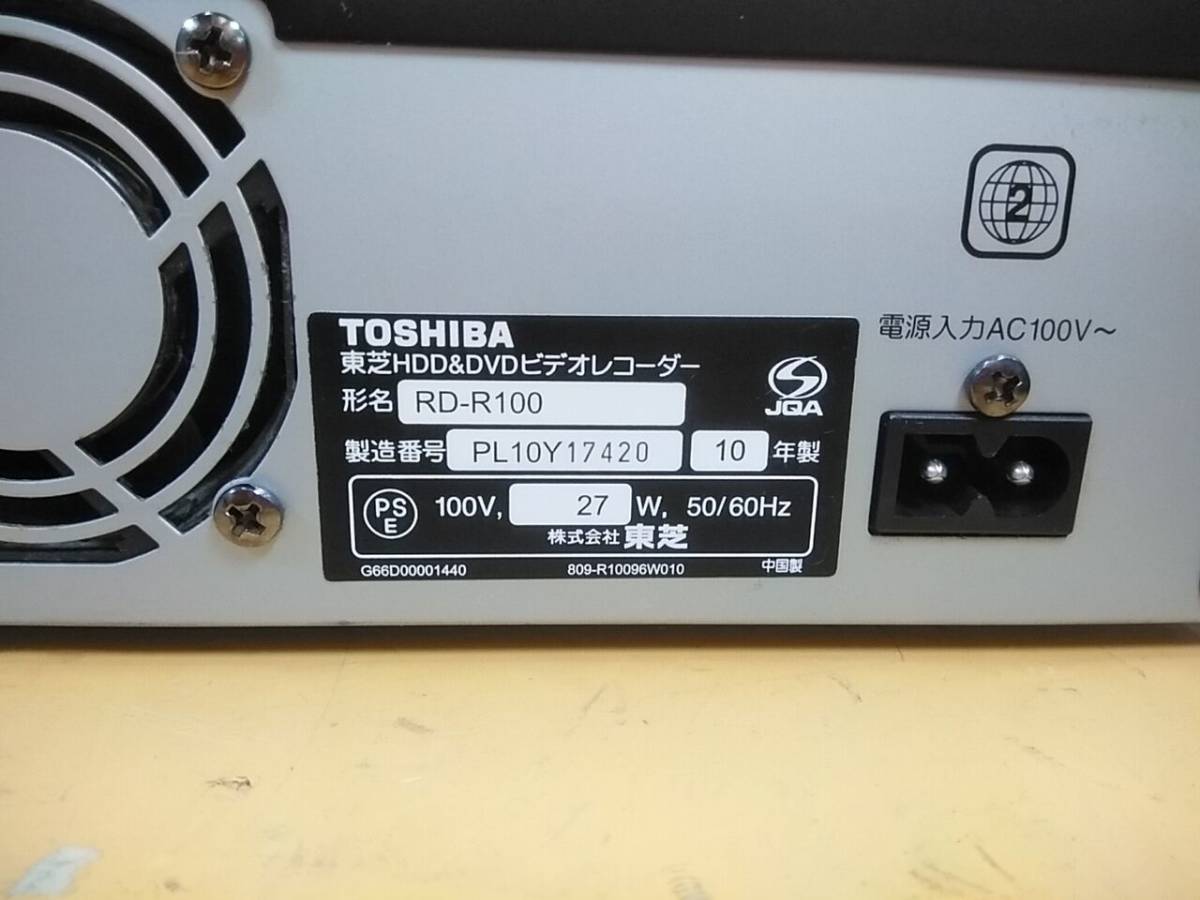 2
電源入力AC100V～
TOSHIBA
東芝HDD&DVDビデオレコーダー
JQA
形名 RD-R100
製造番号 PL10Y17420 10 年製
PS E 100V, 27 W, 50/60Hz
株式会社 東芝
G66D00001440 809-R10096W010 中国製